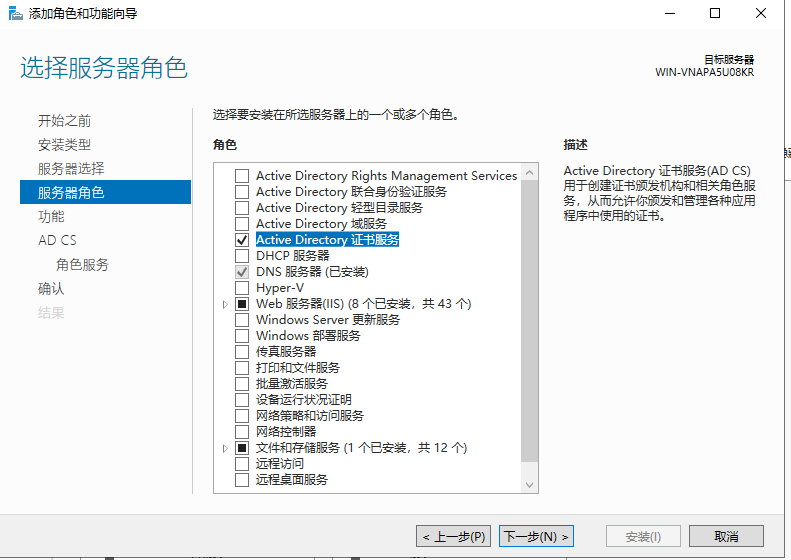 添加角色和功能向导
选择服务器角色
目标服务器
WIN-VNAPA5U08KR
开始之前
安装类型
服务器选择
服务器角色
功能
AD CS
角色服务
确认
结果
选择要安装在所选服务器上的一个或多个角色。
角色
Active Directory Rights Management Services
Active Directory 联合身份验证服务
Active Directory 轻型目录服务
Active Directory 域服务
Active Directory 证书服务
DHCP 服务器
DNS 服务器 (已安装)
Hyper-V
Web 服务器(IIS) (8 个已安装，共 43 个)
Windows Server 更新服务
Windows 部署服务
传真服务器
打印和文件服务
批量激活服务
设备运行状况证明
网络策略和访问服务
网络控制器
文件和存储服务 (1 个已安装，共 12 个)
远程访问
远程桌面服务
描述
Active Directory 证书服务(AD CS)
用于创建证书颁发机构和相关角色服
务，从而允许你颁发和管理各种应用
程序中使用的证书。
< 上一步(P)
下一步(N) >
安装(I)
取消